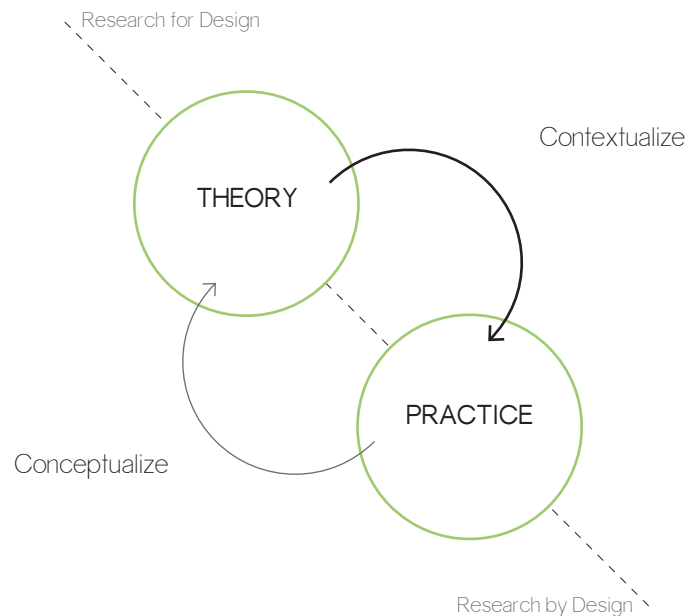 Research for Design
Contextualize
THEORY
PRACTICE
Conceptualize
Research by Design